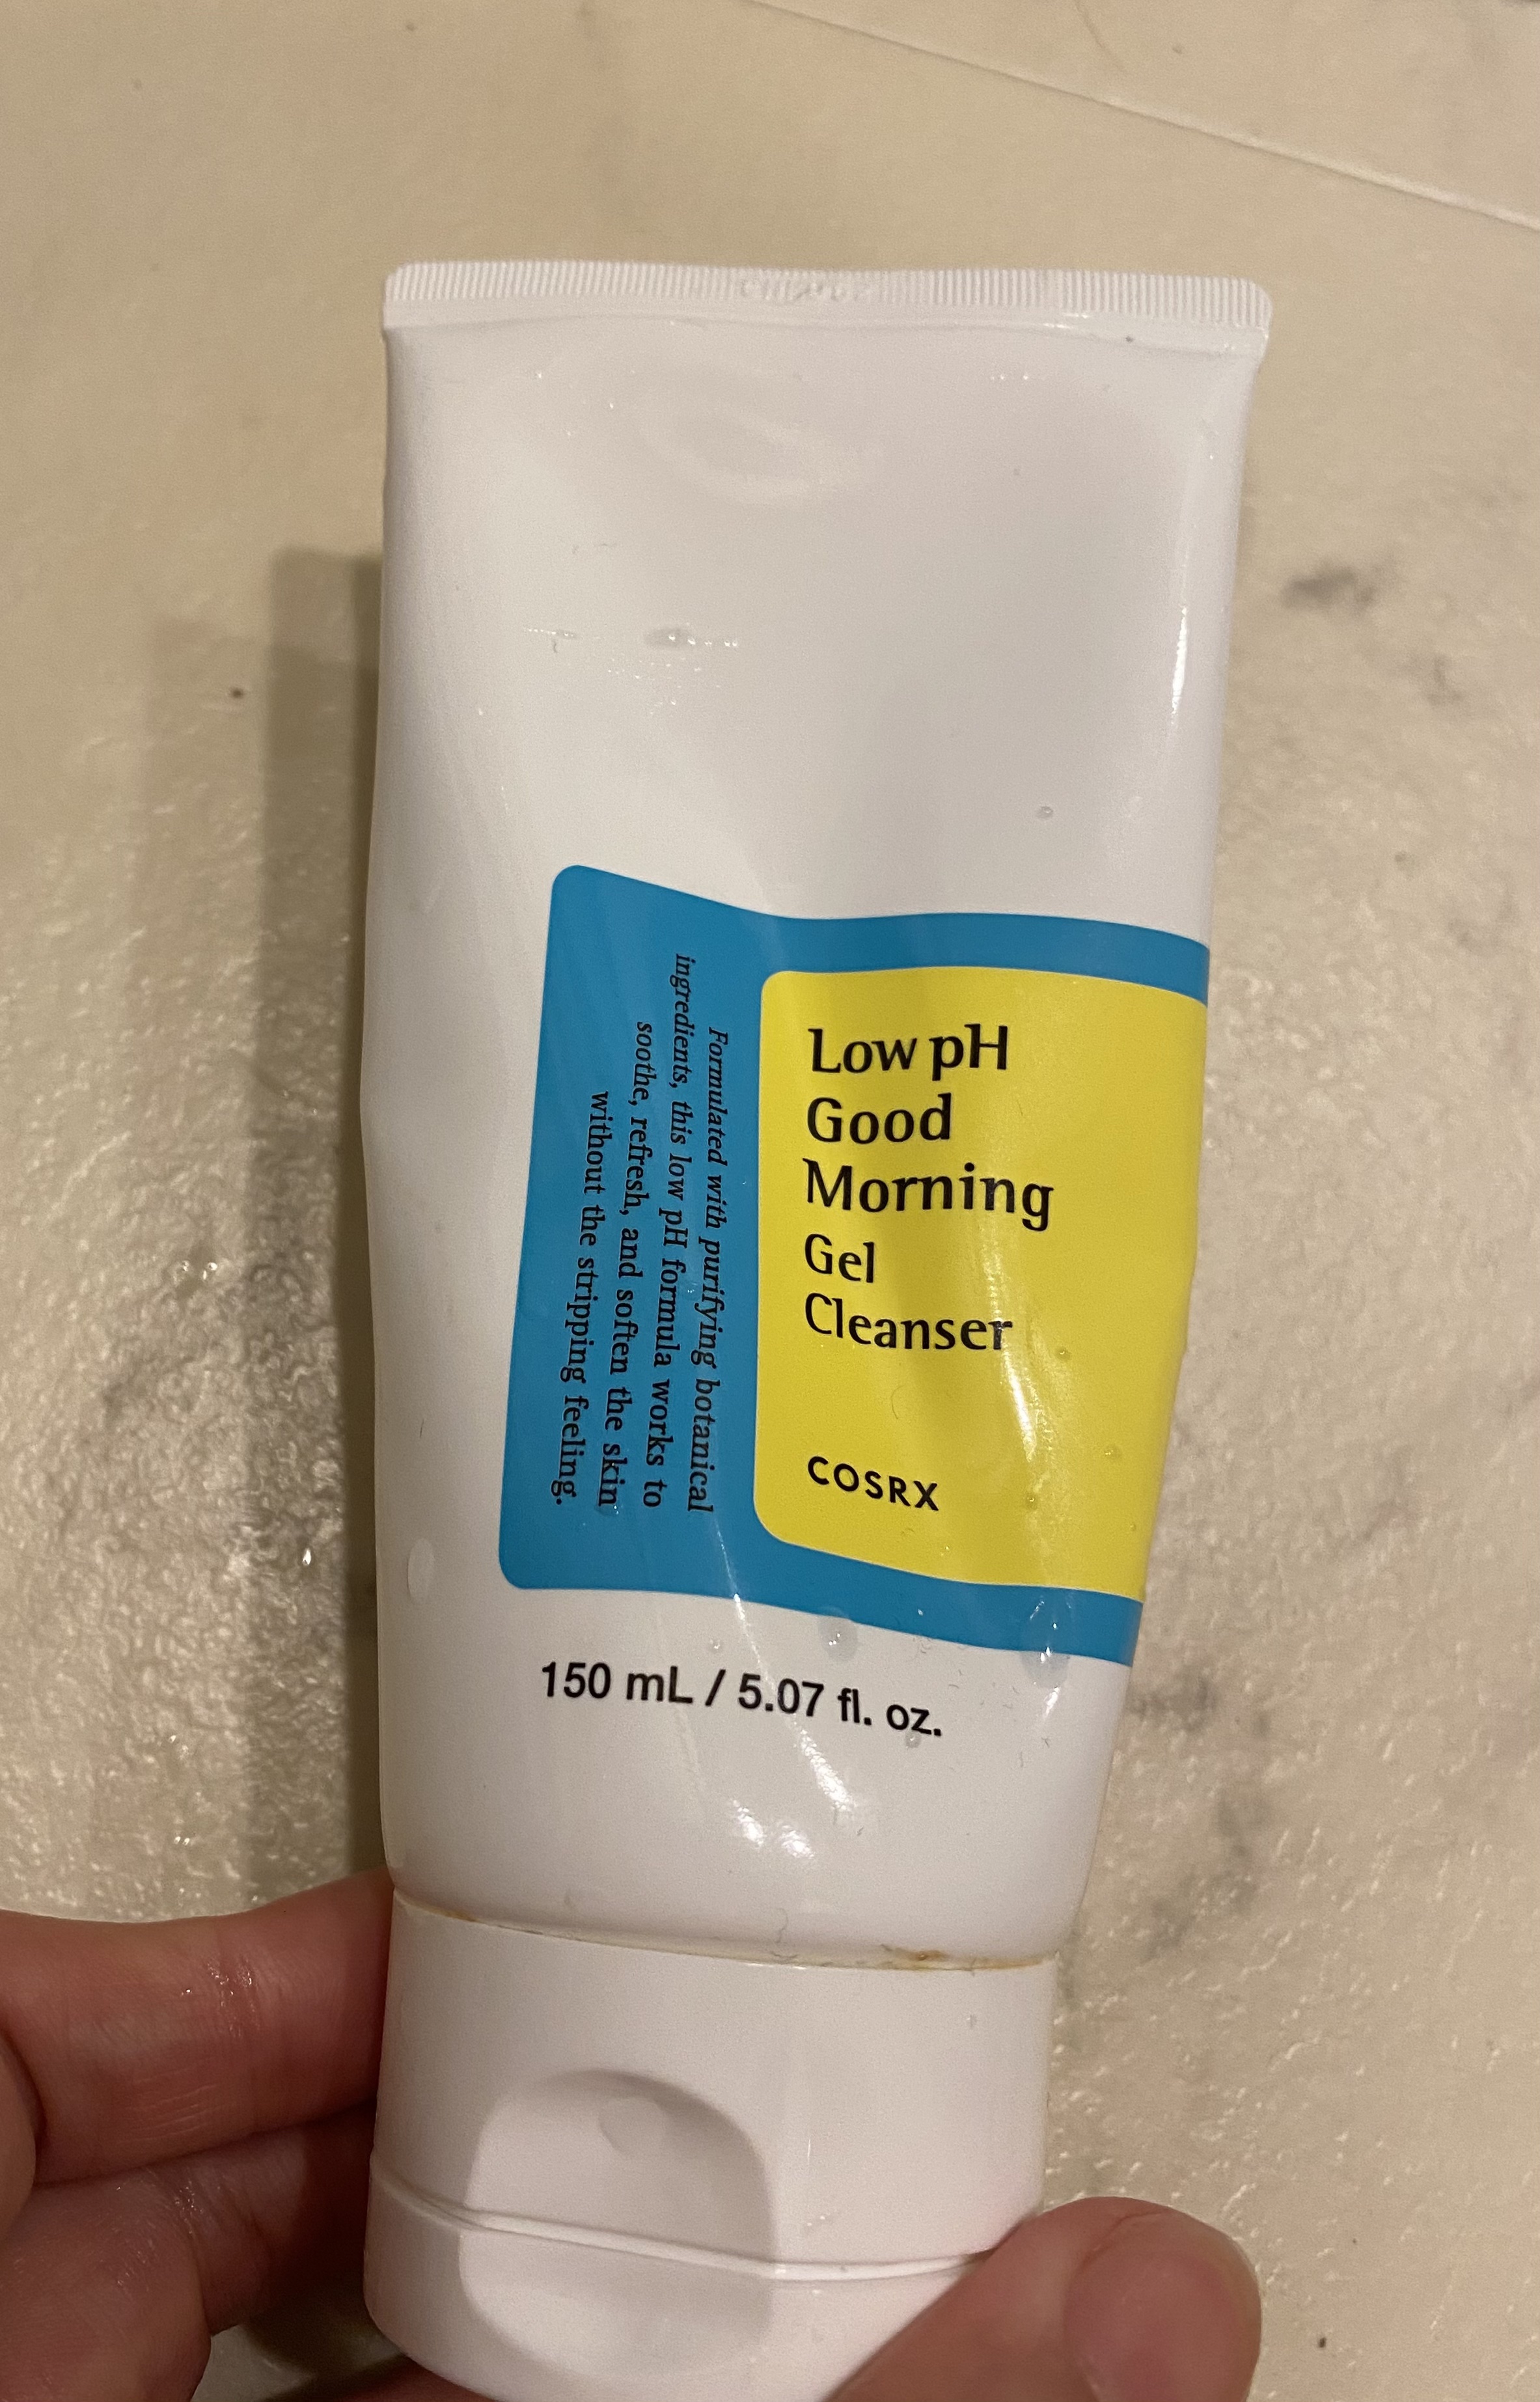 Low pH
Good
Morning
Gel
Cleanser
COSRX
Formulated with purifying botanical
ingredients, this low pH formula works to
soothe, refresh, and soften the skin
without the stripping feeling.
150 mL / 5.07 fl. oz.